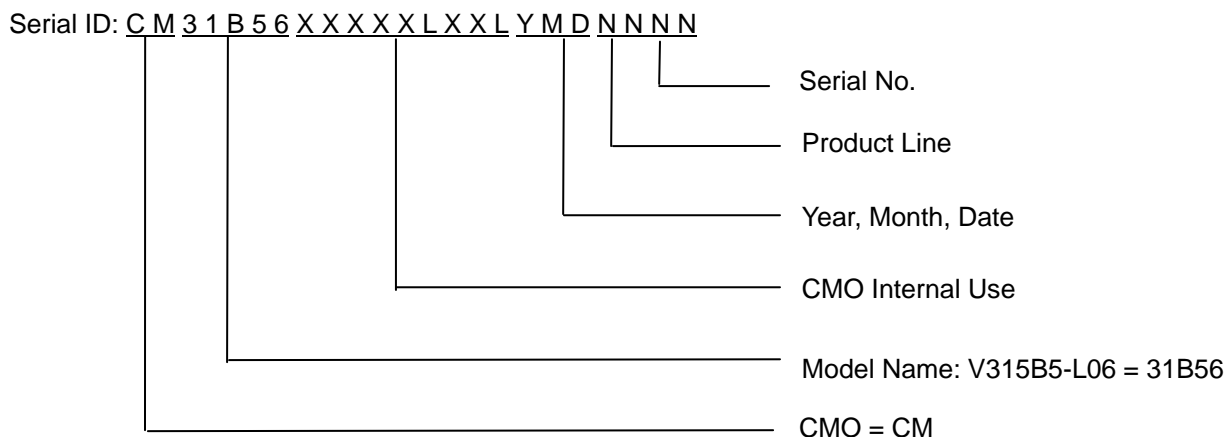 Serial ID: C M 3 1 B 5 6 X X X X X L X X L Y M D N N N N
Serial No.
Product Line
Year, Month, Date
CMO Internal Use
Model Name: V315B5-L06 = 31B56
CMO = CM